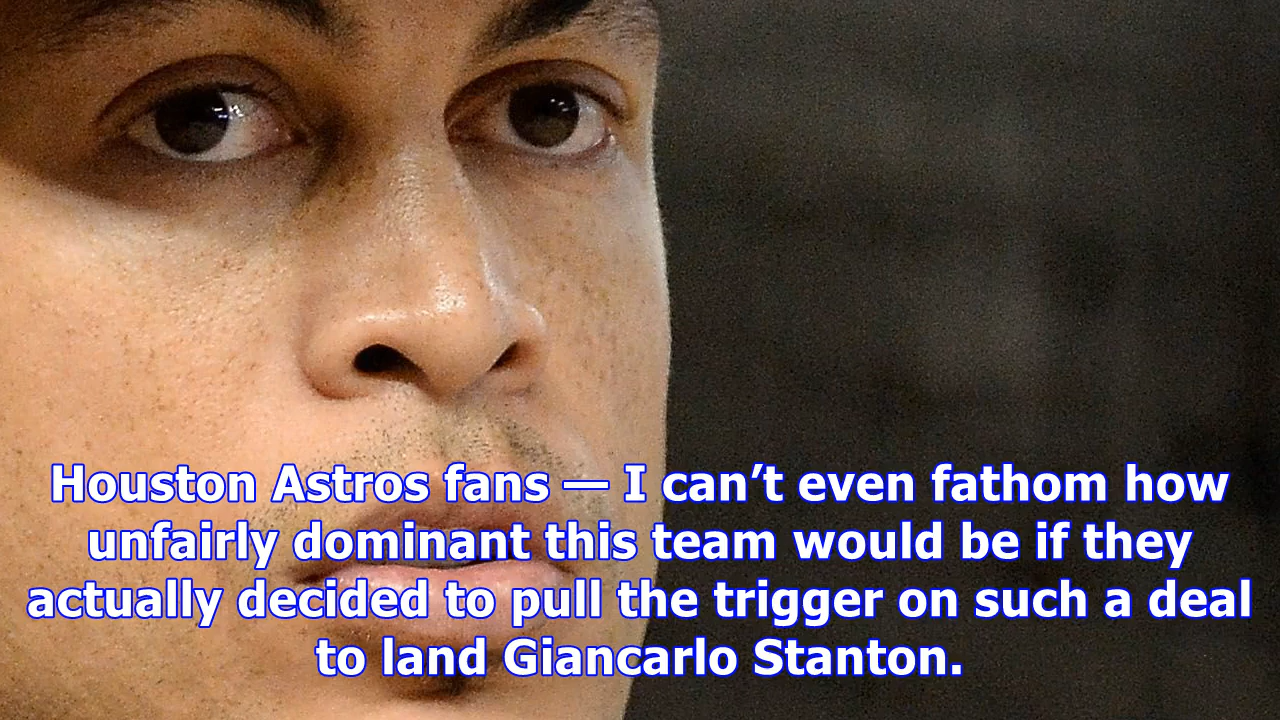 Houston Astros fans — I can’t even fathom how
unfairly dominant this team would be if they
actually decided to pull the trigger on such a deal
to land Giancarlo Stanton.